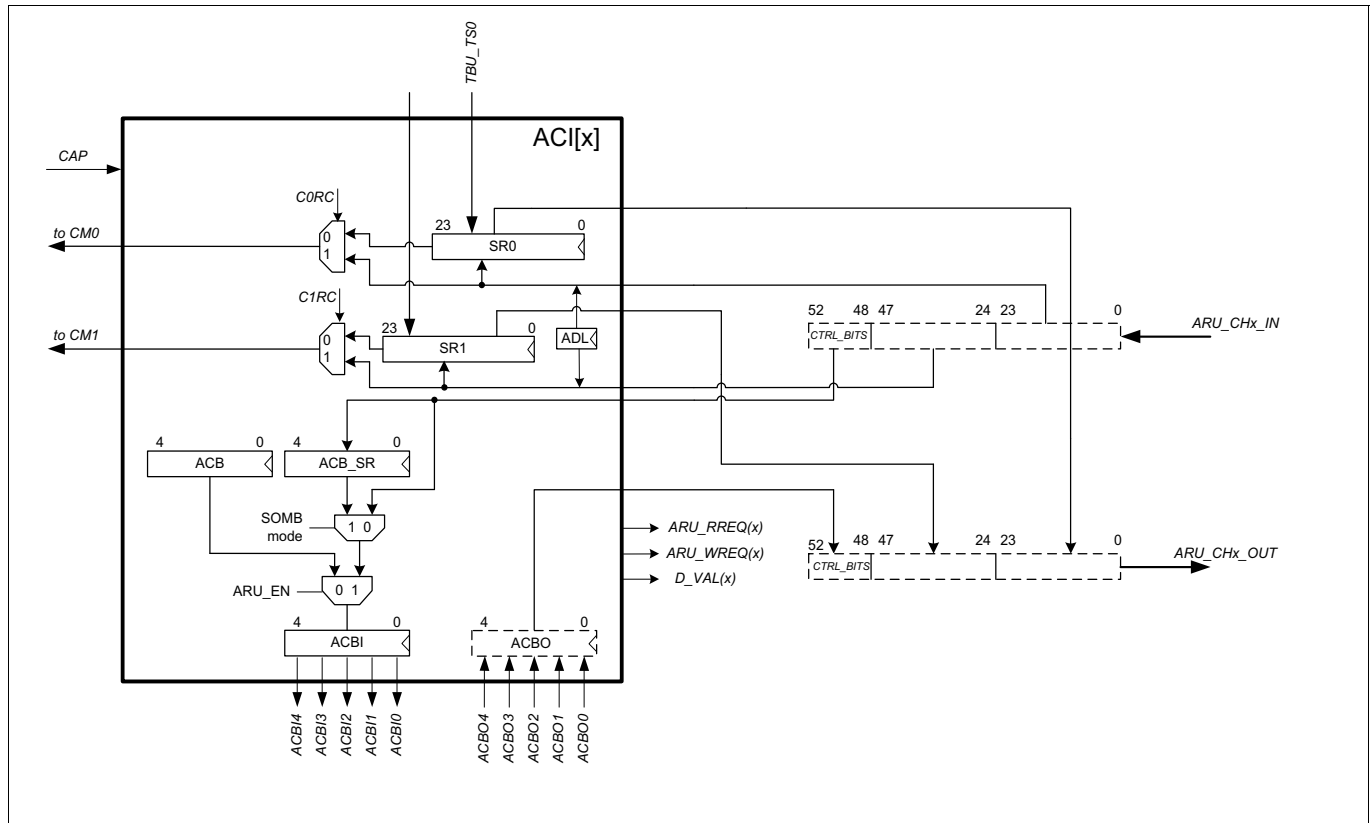 TBU_TS0
ACI[x]
CAP
C0RC
23 0
0
to CM0
SR0
1
C1RC
52 48 47 24 23 0
23 0
ARU_CHx_IN
0
ADL
CTRL_BITS
to CM1
SR1
1
4 0 4 0
ACB ACB_SR
SOMB
mode
1 0
ARU_RREQ(x)
52 48 47 24 23 0
ARU_WREQ(x)
ARU_CHx_OUT
CTRL_BITS
D_VAL(x)
ARU_EN
0 1
4 0 4 0
ACBI ACBO
ACBI4
ACBI3
ACBI2
ACBI1
ACBI0
ACBO4
ACBO3
ACBO2
ACBO1
ACBO0